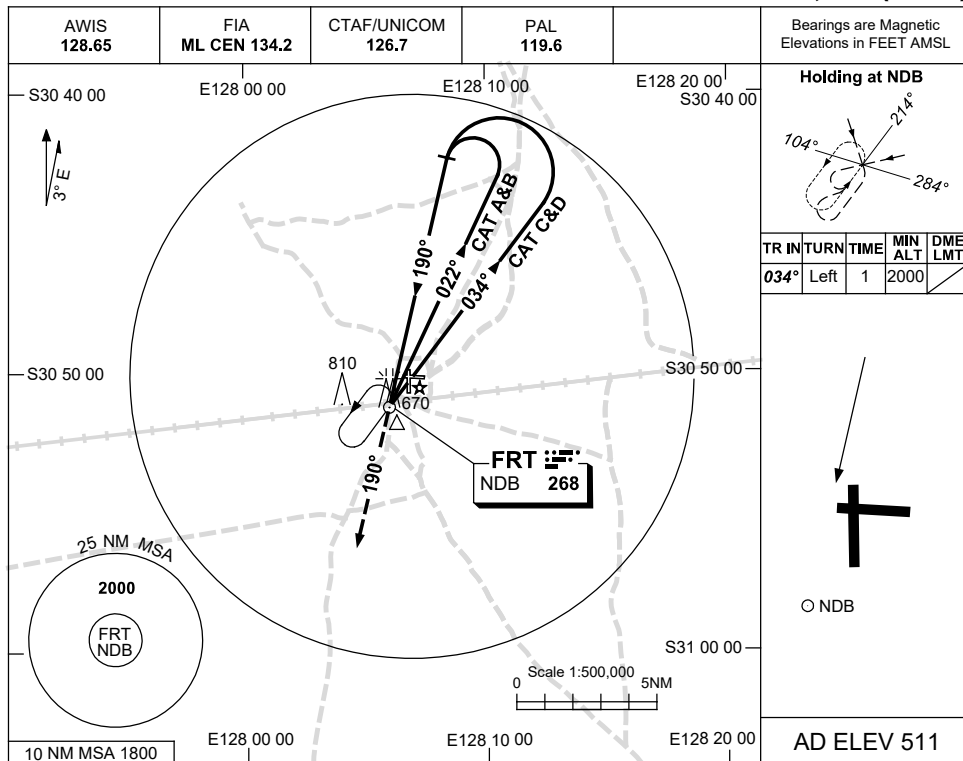 AWIS
128.65
FIA
ML CEN 134.2
CTAF/UNICOM
126.7
PAL
119.6
Bearings are Magnetic
Elevations in FEET AMSL
S30 40 00
E128 00 00
E128 10 00
E128 20 00
S30 40 00
3° E
190°
022°
CAT A&B
034°
CAT C&D
Holding at NDB
214°
104°
284°
TR IN TURN TIME MIN ALT DME LMT
034° Left 1 2000
S30 50 00
S30 50 00
810
670
190°
FRT
NDB 268
25 NM MSA
2000
FRT
NDB
NDB
S31 00 00
Scale 1:500,000
0 5NM
10 NM MSA 1800
E128 00 00
E128 10 00
E128 20 00
AD ELEV 511